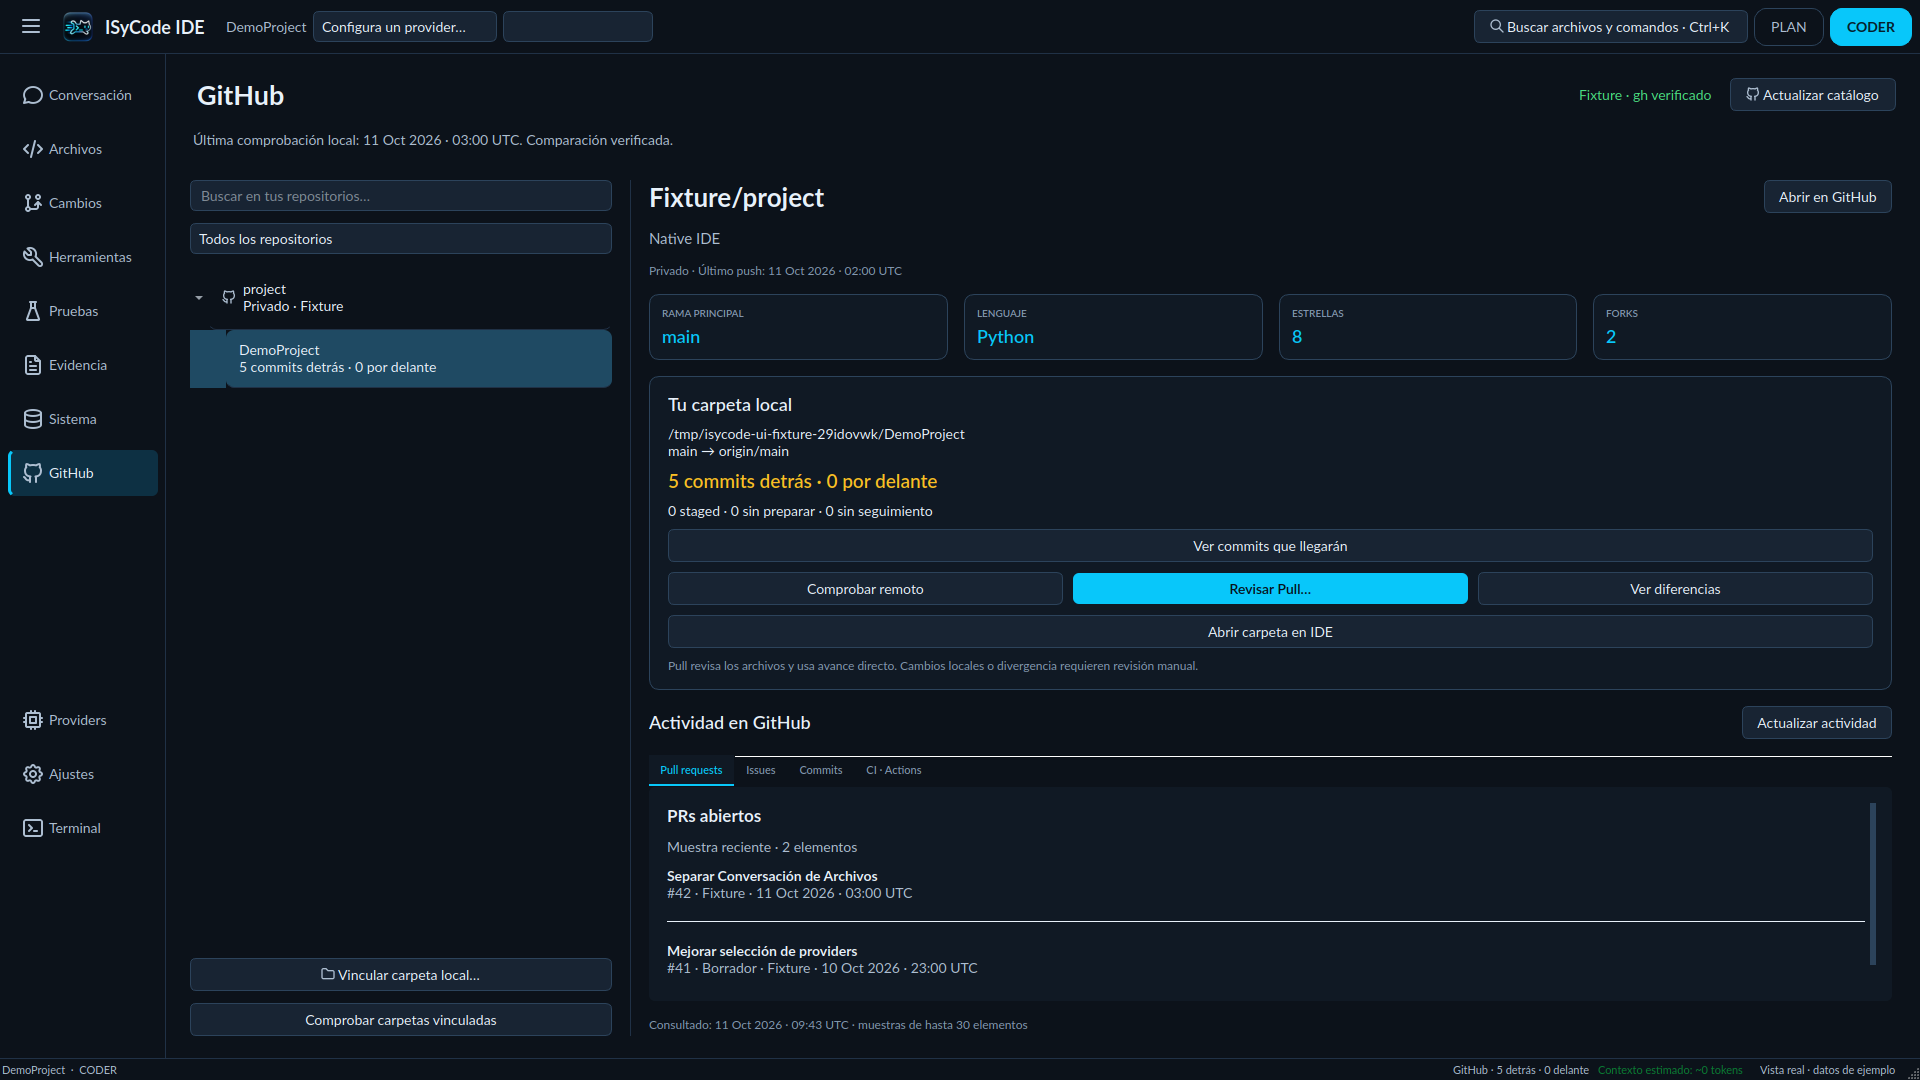 ISyCode IDE
DemoProject
Configura un provider...
Buscar archivos y comandos · Ctrl+K
PLAN
CODER
Conversación
Archivos
Cambios
Herramientas
Pruebas
Evidencia
Sistema
GitHub
Providers
Ajustes
Terminal
GitHub
Fixture · gh verificado
Actualizar catálogo
Última comprobación local: 11 Oct 2026 · 03:00 UTC. Comparación verificada.
Buscar en tus repositorios...
Todos los repositorios
project
Privado · Fixture
DemoProject
5 commits detrás · 0 por delante
Vincular carpeta local...
Comprobar carpetas vinculadas
Fixture/project
Abrir en GitHub
Native IDE
Privado · Último push: 11 Oct 2026 · 02:00 UTC
RAMA PRINCIPAL
main
LENGUAJE
Python
ESTRELLAS
8
FORKS
2
Tu carpeta local
/tmp/isycode-ui-fixture-29idovwk/DemoProject
main → origin/main
5 commits detrás · 0 por delante
0 staged · 0 sin preparar · 0 sin seguimiento
Ver commits que llegarán
Comprobar remoto
Revisar Pull...
Ver diferencias
Abrir carpeta en IDE
Pull revisa los archivos y usa avance directo. Cambios locales o divergencia requieren revisión manual.
Actividad en GitHub
Actualizar actividad
Pull requests
Issues
Commits
CI · Actions
PRs abiertos
Muestra reciente · 2 elementos
Separar Conversación de Archivos
#42 · Fixture · 11 Oct 2026 · 03:00 UTC
Mejorar selección de providers
#41 · Borrador · Fixture · 10 Oct 2026 · 23:00 UTC
Consultado: 11 Oct 2026 · 09:43 UTC · muestras de hasta 30 elementos
DemoProject · CODER
GitHub · 5 detrás · 0 delante
Contexto estimado: ~0 tokens
Vista real · datos de ejemplo